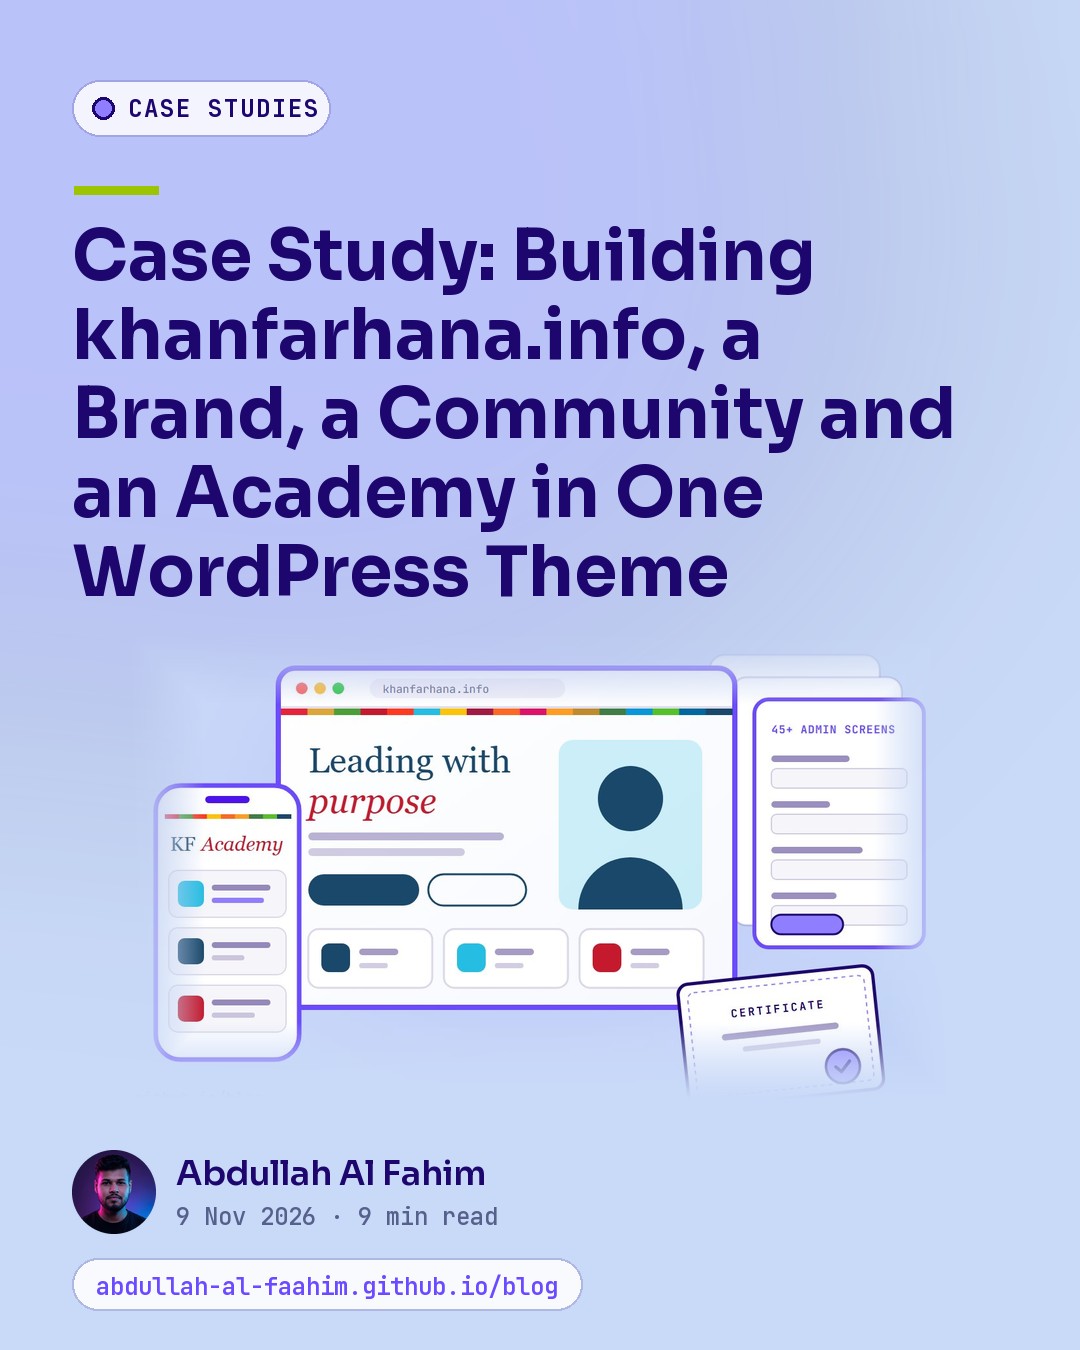 CASE STUDIES
Case Study: Building
khanfarhana.info, a
Brand, a Community and
an Academy in One
WordPress Theme
khanfarhana.info
Leading with
purpose
45+ ADMIN SCREENS
KF Academy
CERTIFICATE
Abdullah Al Fahim
9 Nov 2026 · 9 min read
abdullah-al-faahim.github.io/blog